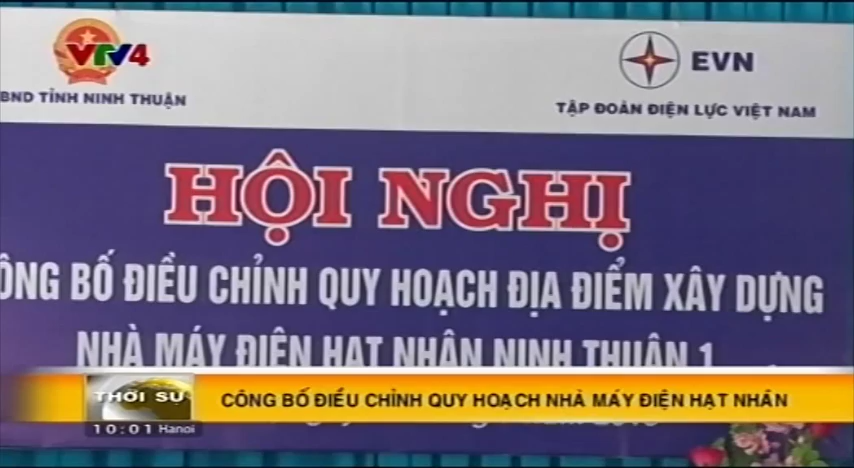 VTV4
EVN
BND TỈNH NINH THUẬN
TẬP ĐOÀN ĐIỆN LỰC VIỆT NAM
HỘI NGHỊ
ÔNG BỐ ĐIỀU CHỈNH QUY HOẠCH ĐỊA ĐIỂM XÂY DỰNG
NHÀ MÁY ĐIỆN HẠT NHÂN NINH THUẬN 1
THỜI SỰ
CÔNG BỐ ĐIỀU CHỈNH QUY HOẠCH NHÀ MÁY ĐIỆN HẠT NHÂN
10:01 Hanoi